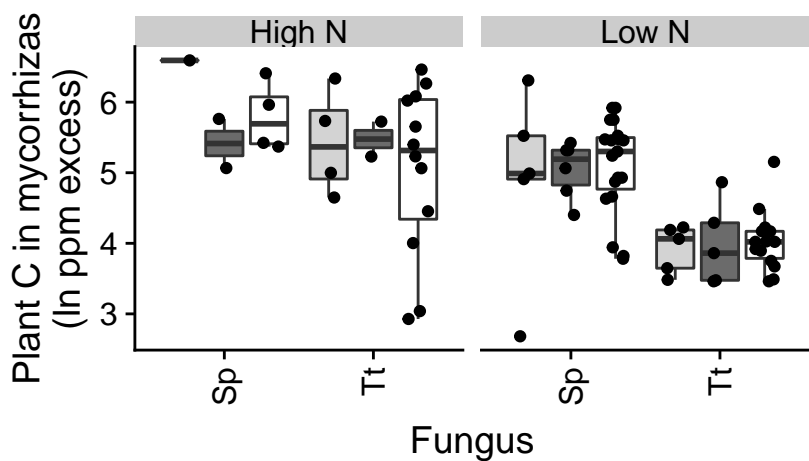 High N
Low N
Plant C in mycorrhizas
(ln ppm excess)
6
5
4
3
Sp
Tt
Sp
Tt
Fungus